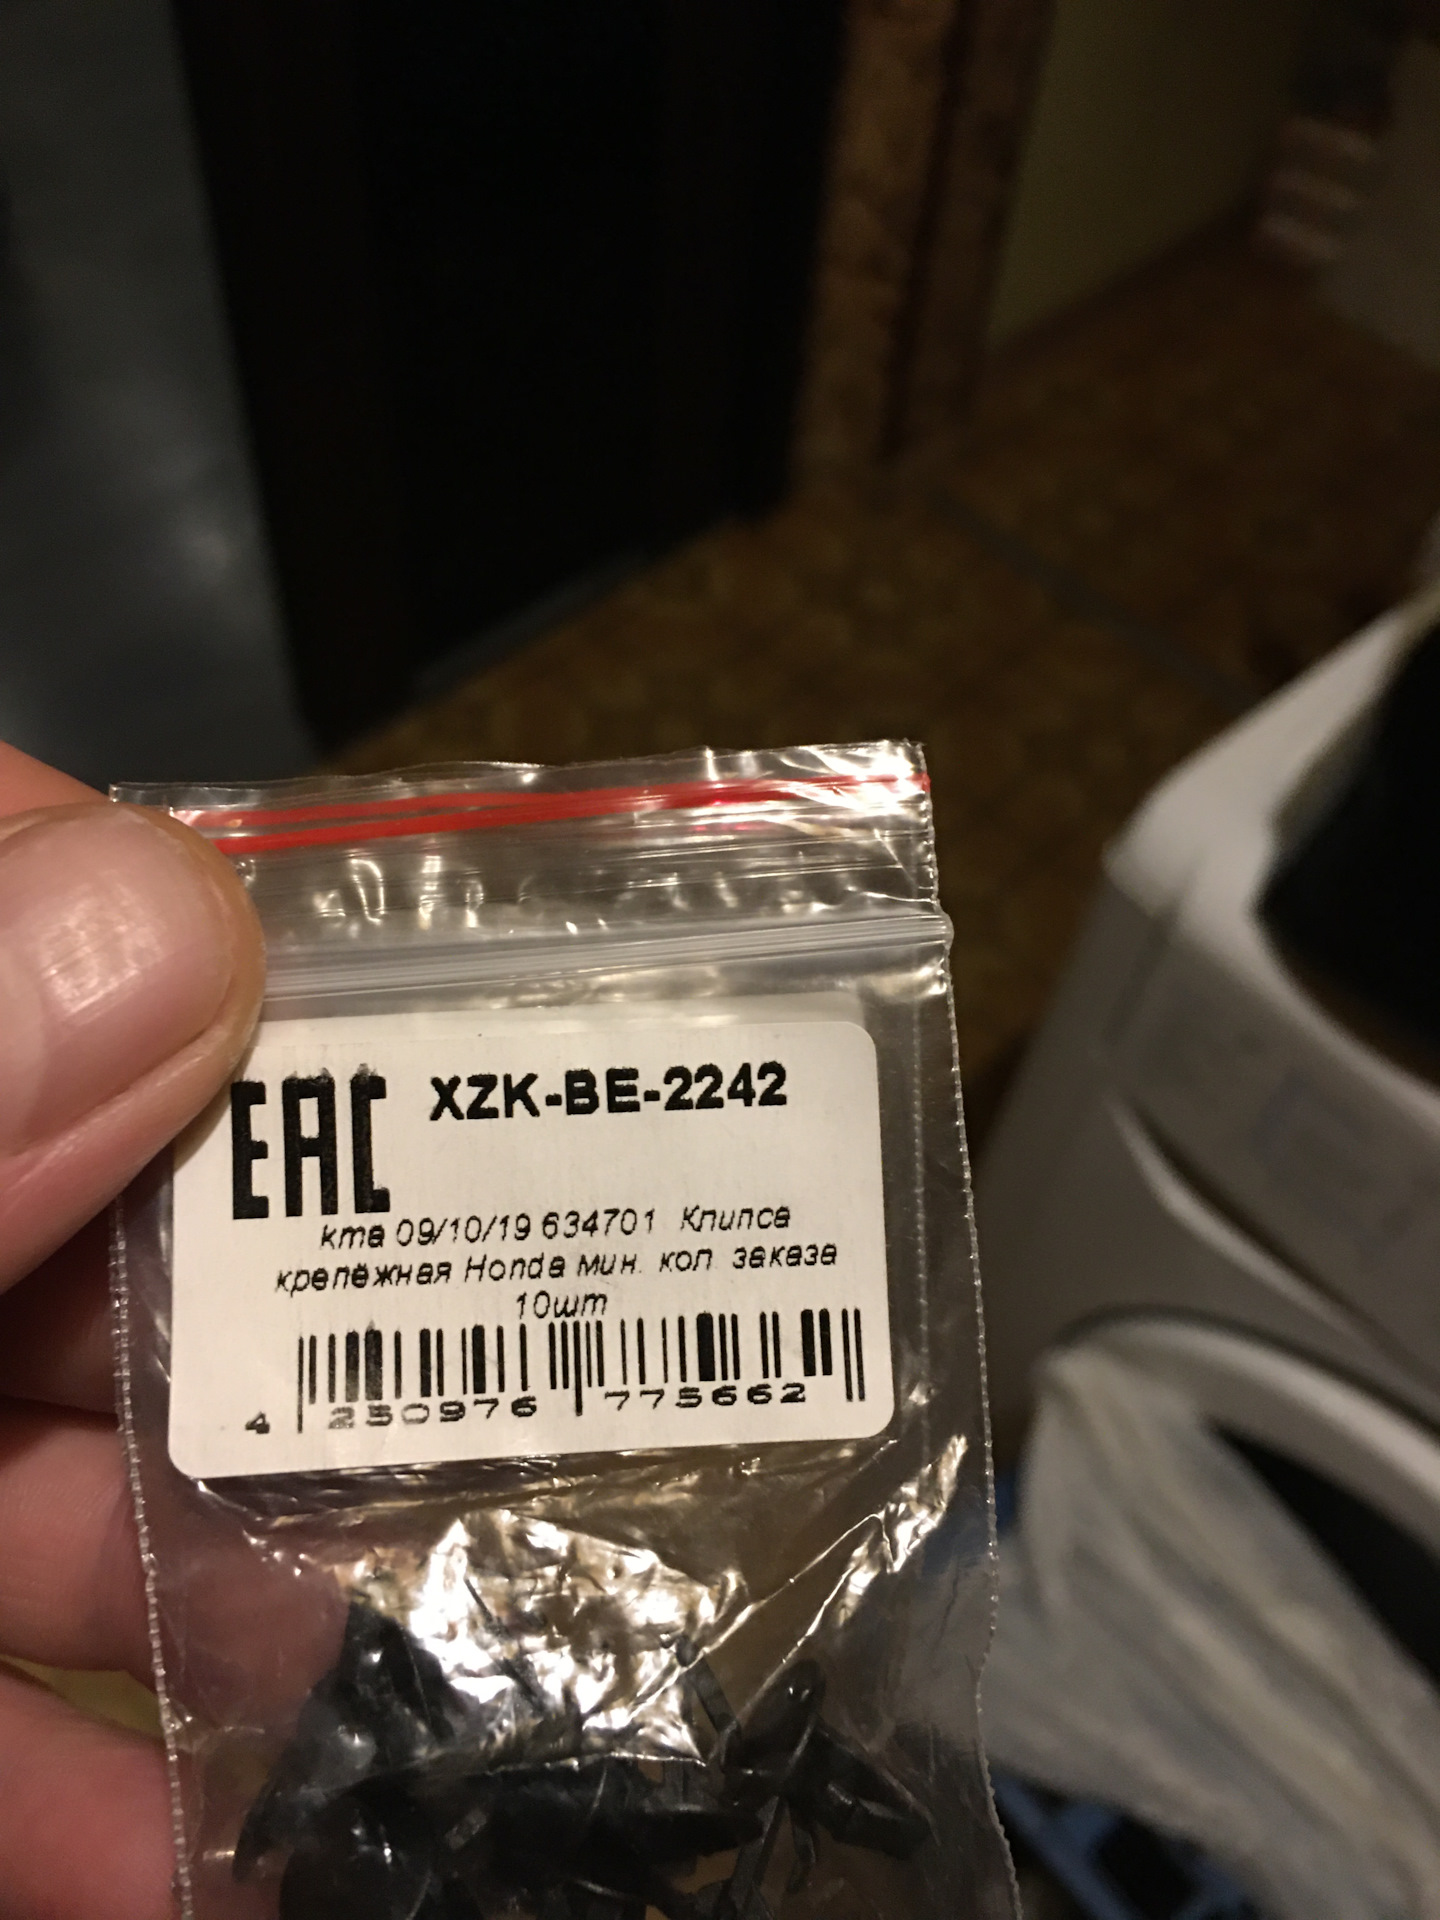 EAC XZK-BE-2242
kma 09/10/19 634701 Клипса
крепёжная Honda мин. кол. заказа
10шт
4 250976 775662